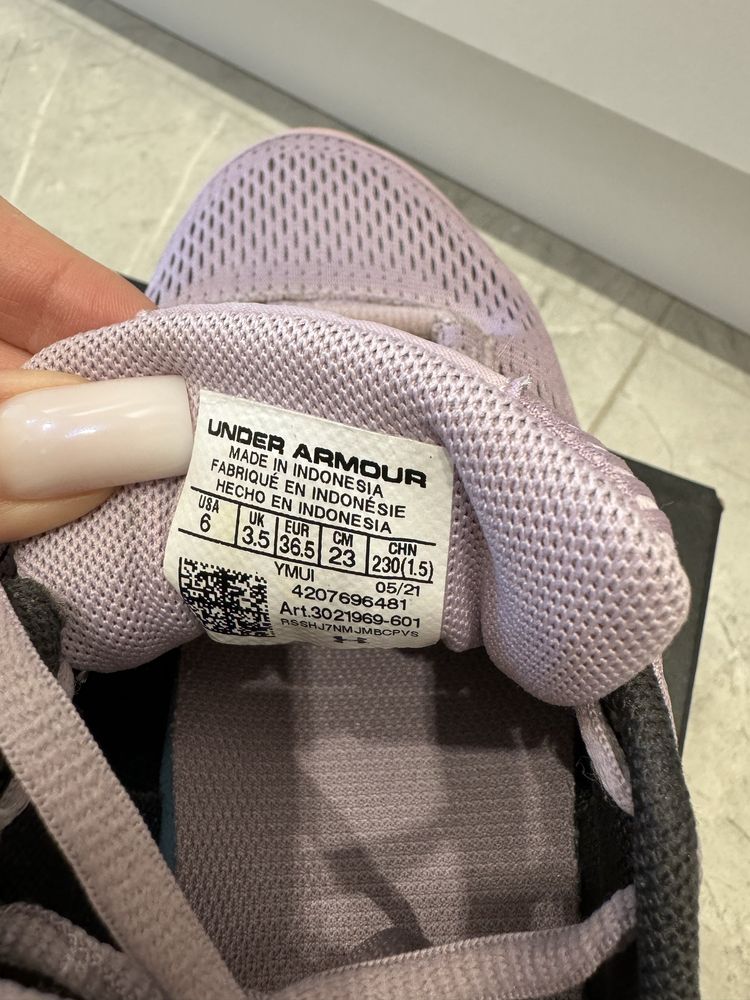 UNDER ARMOUR
MADE IN INDONESIA
FABRIQUÉ EN INDONÉSIE
HECHO EN INDONESIA
USA UK EUR CM CHN
6 3.5 36.5 23 230(1.5)
YMUI 05/21
4207696481
Art.3021969-601
RSSHJ7NMJMBCPVS